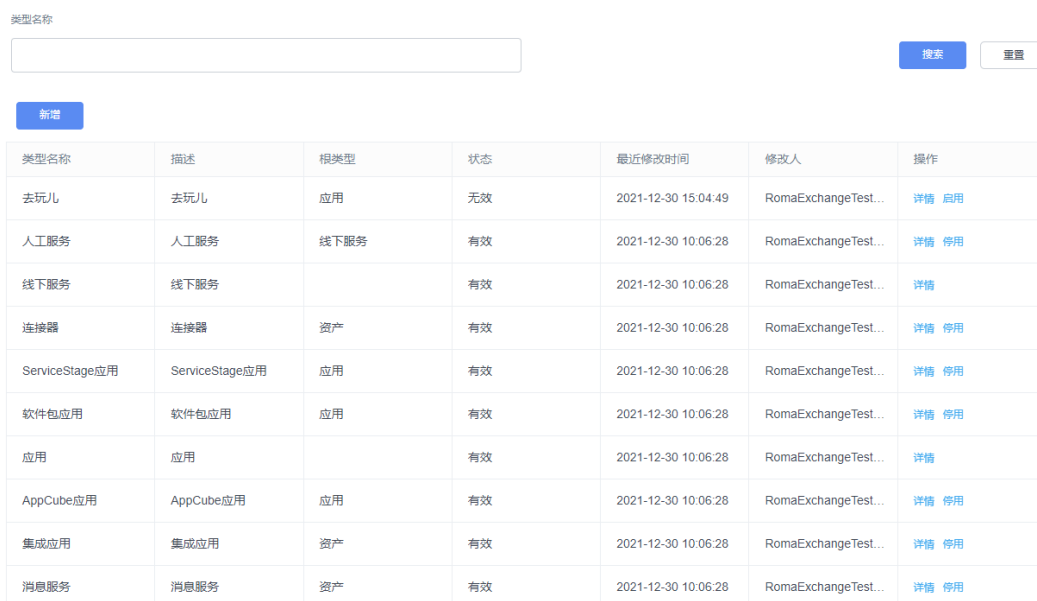 类型名称
搜索 重置
新增
类型名称 描述 根类型 状态 最近修改时间 修改人 操作
去玩儿 去玩儿 应用 无效 2021-12-30 15:04:49 RomaExchangeTest... 详情 启用
人工服务 人工服务 线下服务 有效 2021-12-30 10:06:28 RomaExchangeTest... 详情 停用
线下服务 线下服务 有效 2021-12-30 10:06:28 RomaExchangeTest... 详情
连接器 连接器 资产 有效 2021-12-30 10:06:28 RomaExchangeTest... 详情 停用
ServiceStage应用 ServiceStage应用 应用 有效 2021-12-30 10:06:28 RomaExchangeTest... 详情 停用
软件包应用 软件包应用 应用 有效 2021-12-30 10:06:28 RomaExchangeTest... 详情 停用
应用 应用 有效 2021-12-30 10:06:28 RomaExchangeTest... 详情
AppCube应用 AppCube应用 应用 有效 2021-12-30 10:06:28 RomaExchangeTest... 详情 停用
集成应用 集成应用 资产 有效 2021-12-30 10:06:28 RomaExchangeTest... 详情 停用
消息服务 消息服务 资产 有效 2021-12-30 10:06:28 RomaExchangeTest... 详情 停用